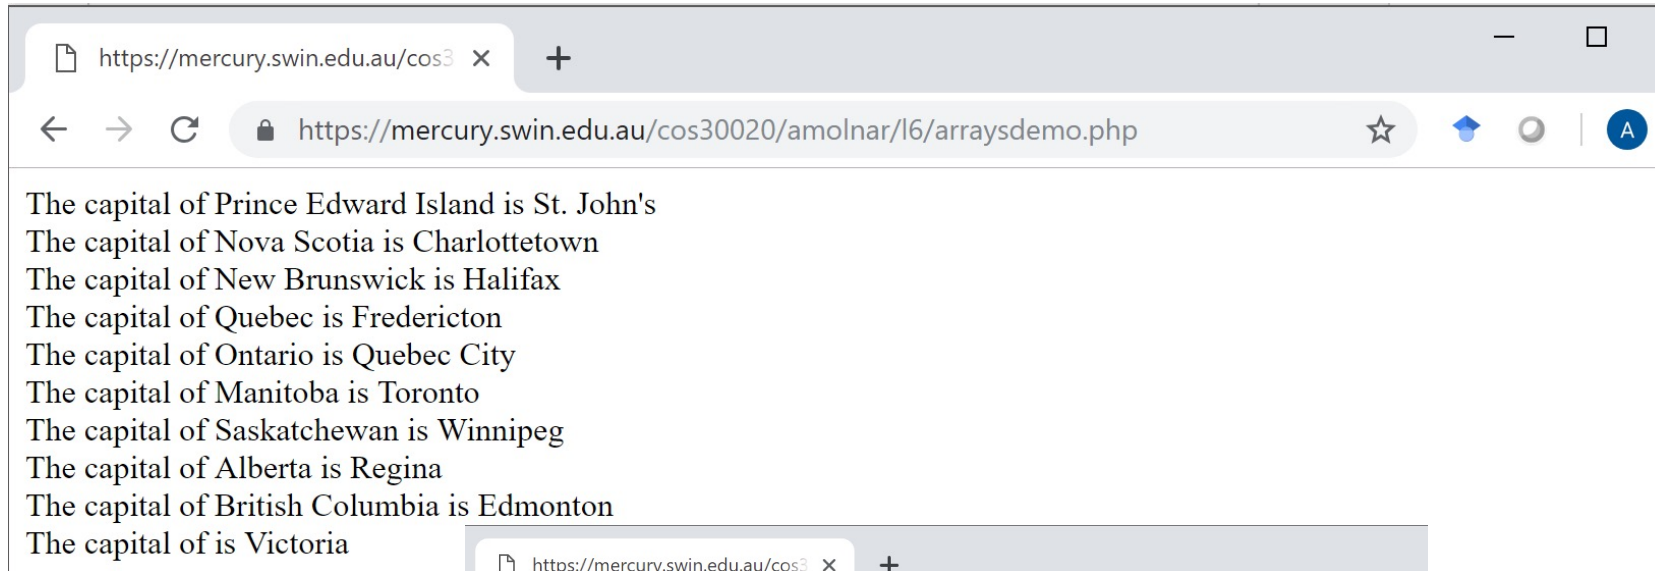 https://mercury.swin.edu.au/cos3
https://mercury.swin.edu.au/cos30020/amolnar/l6/arraysdemo.php
A
The capital of Prince Edward Island is St. John's
The capital of Nova Scotia is Charlottetown
The capital of New Brunswick is Halifax
The capital of Quebec is Fredericton
The capital of Ontario is Quebec City
The capital of Manitoba is Toronto
The capital of Saskatchewan is Winnipeg
The capital of Alberta is Regina
The capital of British Columbia is Edmonton
The capital of is Victoria
https://mercury.swin.edu.au/cos3